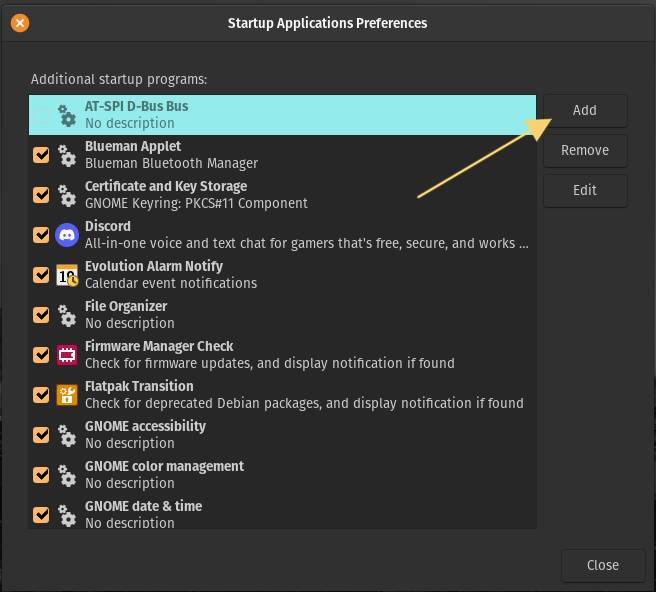 Startup Applications Preferences
Additional startup programs:
AT-SPI D-Bus Bus
No description
Blueman Applet
Blueman Bluetooth Manager
Certificate and Key Storage
GNOME Keyring: PKCS#11 Component
Discord
All-in-one voice and text chat for gamers that's free, secure, and works ...
Evolution Alarm Notify
Calendar event notifications
File Organizer
No description
Firmware Manager Check
Check for firmware updates, and display notification if found
Flatpak Transition
Check for deprecated Debian packages, and display notification if found
GNOME accessibility
No description
GNOME color management
No description
GNOME date & time
No description
Add
Remove
Edit
Close